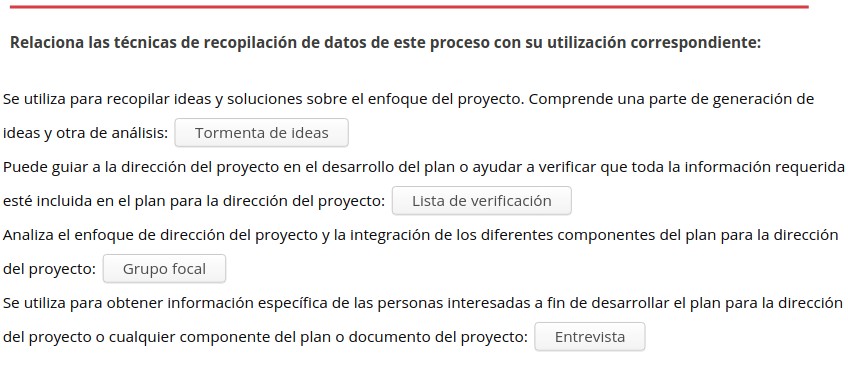 Relaciona las técnicas de recopilación de datos de este proceso con su utilización correspondiente:
Se utiliza para recopilar ideas y soluciones sobre el enfoque del proyecto. Comprende una parte de generación de
ideas y otra de análisis: Tormenta de ideas
Puede guiar a la dirección del proyecto en el desarrollo del plan o ayudar a verificar que toda la información requerida
esté incluida en el plan para la dirección del proyecto: Lista de verificación
Analiza el enfoque de dirección del proyecto y la integración de los diferentes componentes del plan para la dirección
del proyecto: Grupo focal
Se utiliza para obtener información específica de las personas interesadas a fin de desarrollar el plan para la dirección
del proyecto o cualquier componente del plan o documento del proyecto: Entrevista